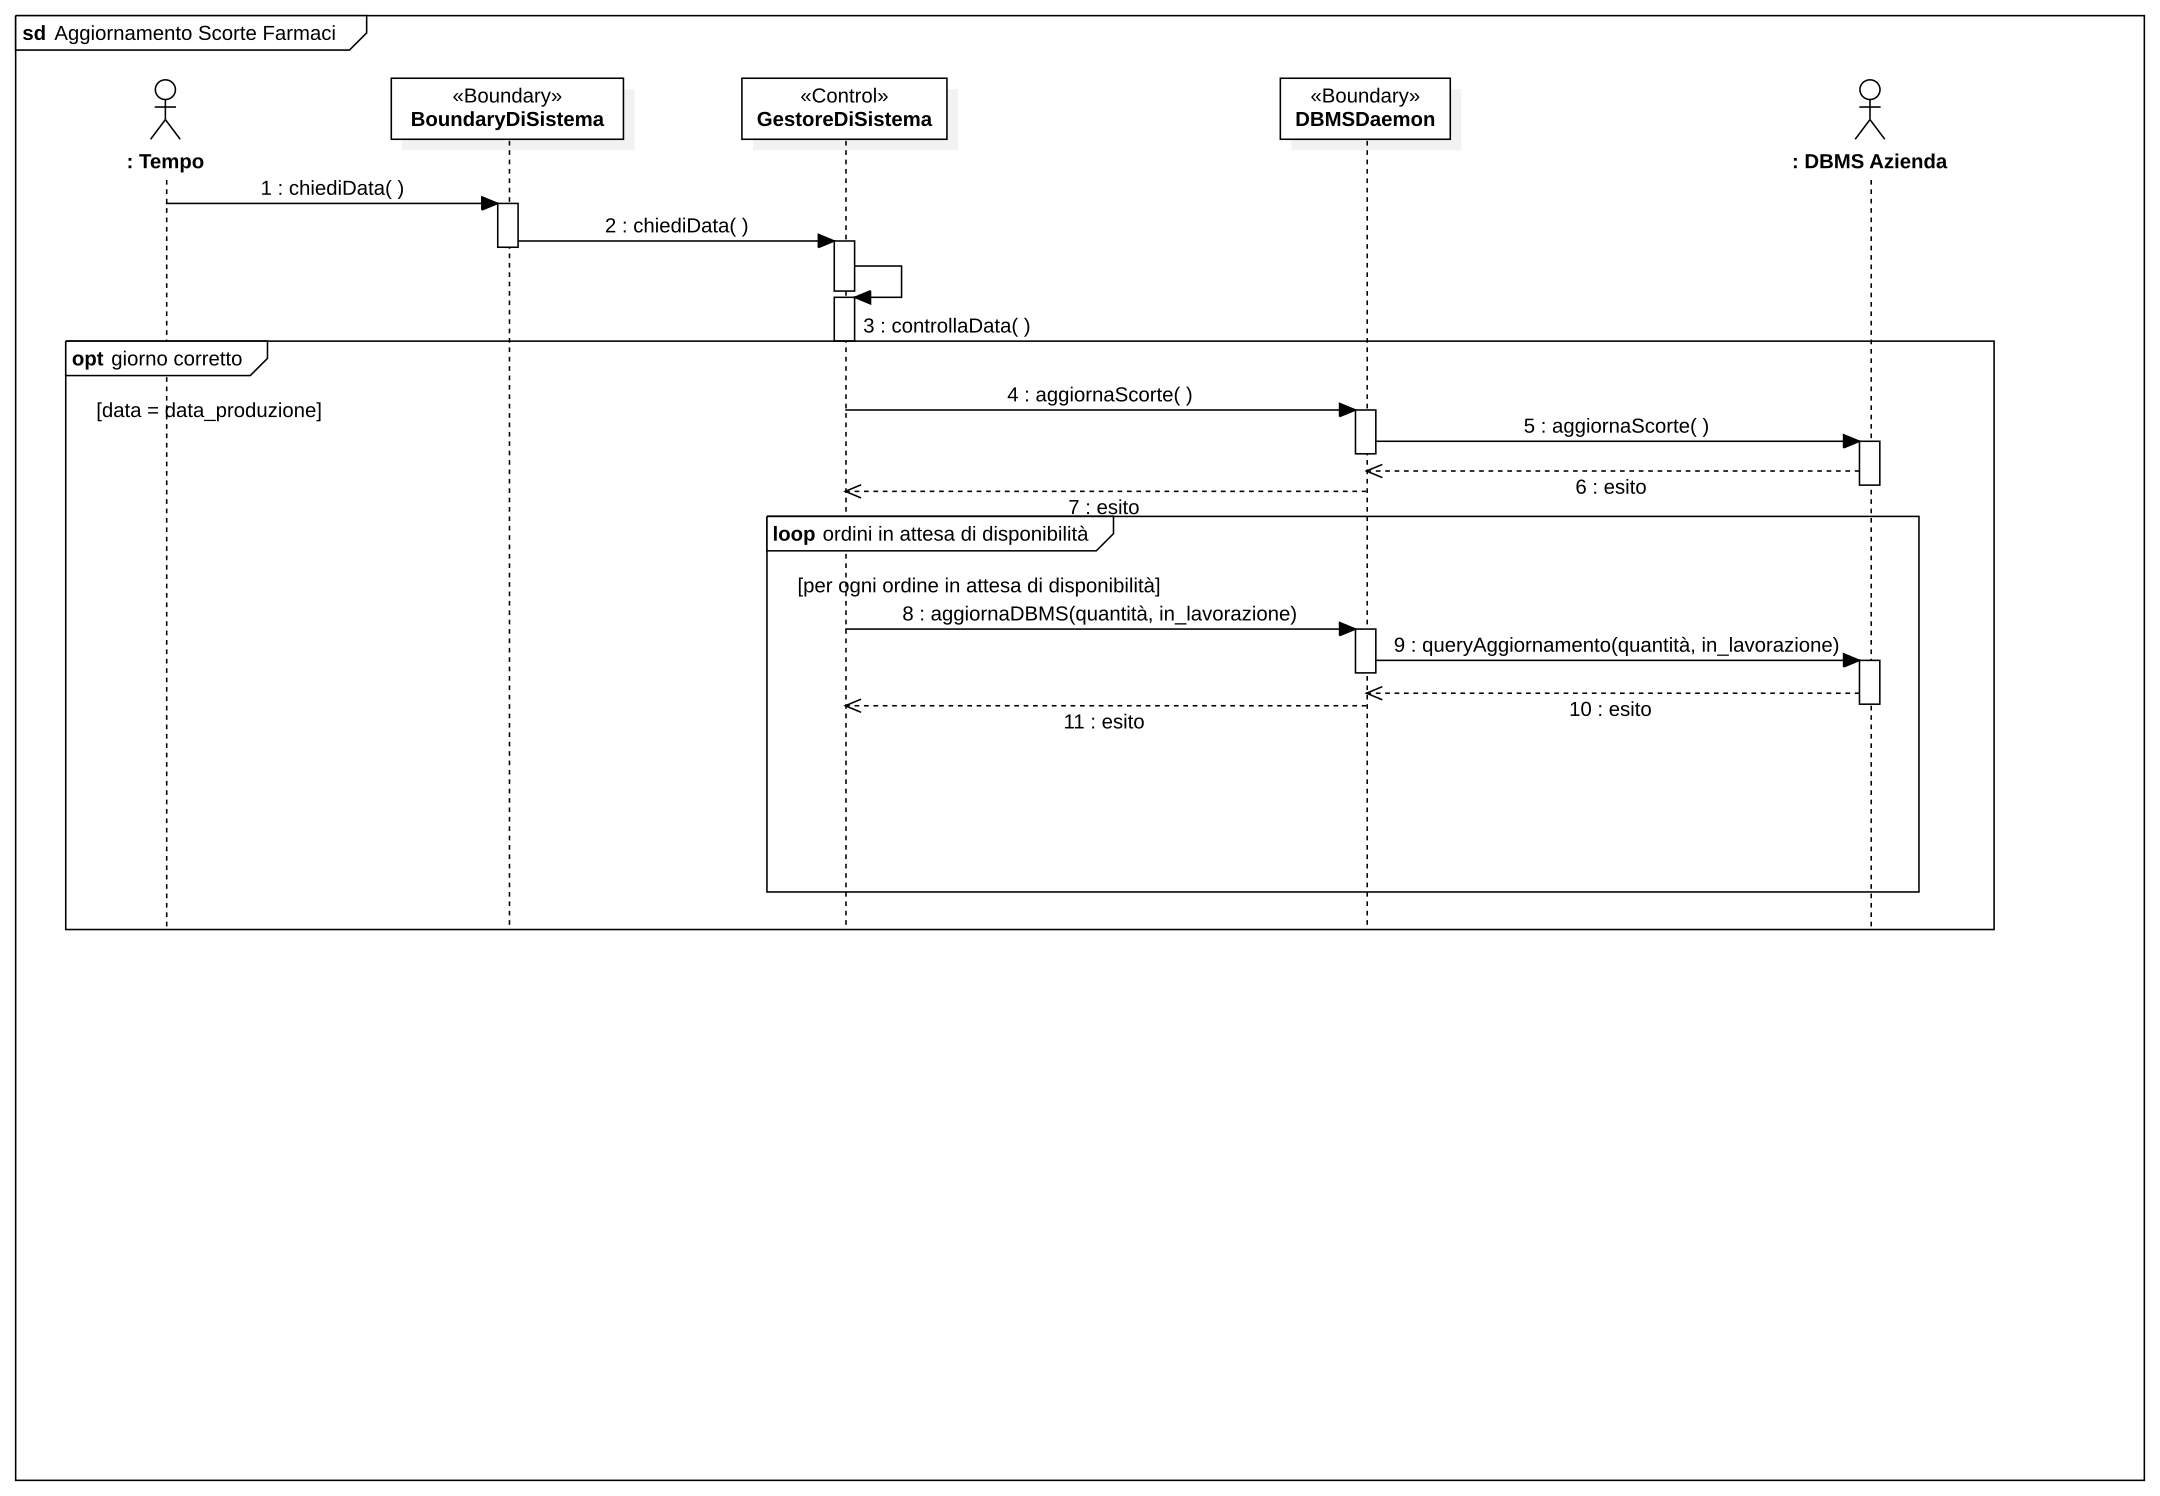 sd Aggiornamento Scorte Farmaci
«Boundary»
BoundaryDiSistema
«Control»
GestoreDiSistema
«Boundary»
DBMSDaemon
: Tempo
: DBMS Azienda
1 : chiediData( )
2 : chiediData( )
3 : controllaData( )
opt giorno corretto
[data = data_produzione]
4 : aggiornaScorte( )
5 : aggiornaScorte( )
6 : esito
7 : esito
loop ordini in attesa di disponibilità
[per ogni ordine in attesa di disponibilità]
8 : aggiornaDBMS(quantità, in_lavorazione)
9 : queryAggiornamento(quantità, in_lavorazione)
10 : esito
11 : esito